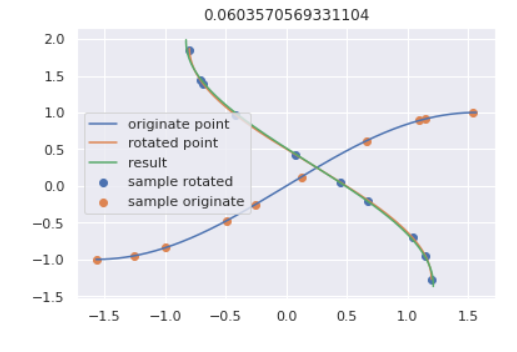 0.0603570569331104
2.0
1.5
1.0
0.5
0.0
−0.5
−1.0
−1.5
originate point
rotated point
result
sample rotated
sample originate
−1.5 −1.0 −0.5 0.0 0.5 1.0 1.5